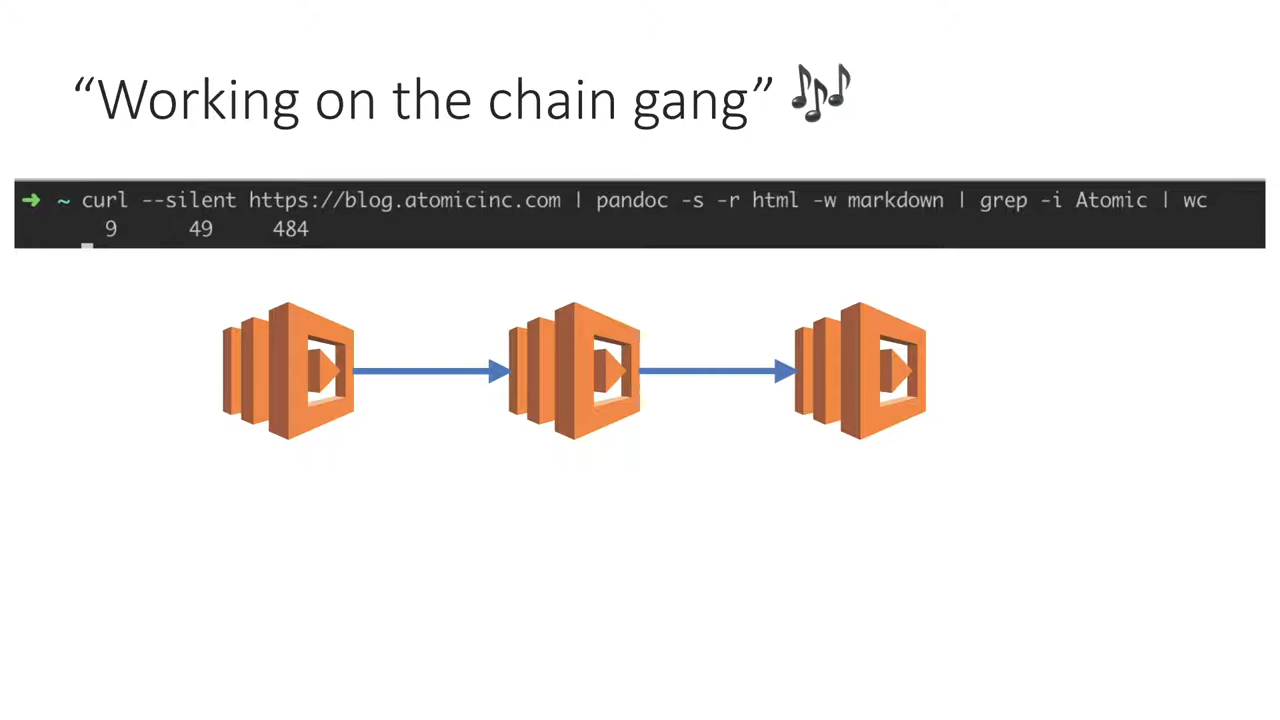 “Working on the chain gang” 🎶
➜ ~ curl --silent https://blog.atomicinc.com | pandoc -s -r html -w markdown | grep -i Atomic | wc
9 49 484